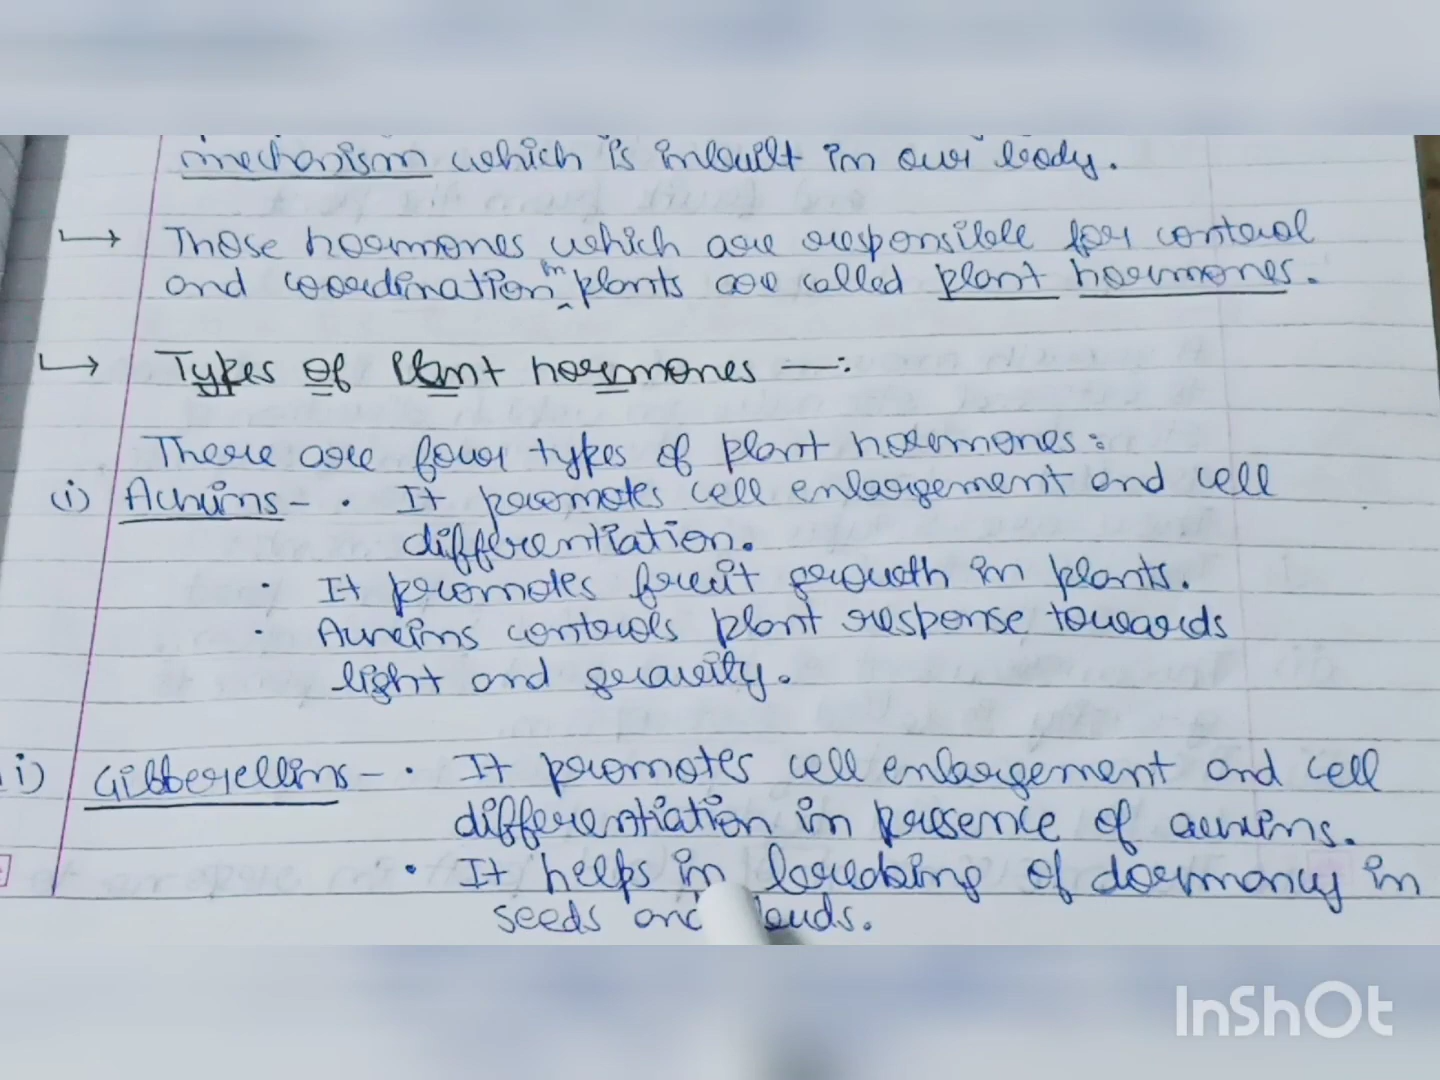 mechanism which is inbuilt in our body.
Those hormones which are responsible for control
and coordination in plants are called plant hormones.
Types of Plant hormones —:
There are four types of plant hormones:
(i) Auxins - • It promotes cell enlargement and cell
differentiation.
• It promotes fruit growth in plants.
• Auxins controls plant response towards
light and gravity.
i) Gibberellins - • It promotes cell enlargement and cell
differentiation in presence of auxins.
• It helps in breaking of dormancy in
seeds and buds.
InShOt